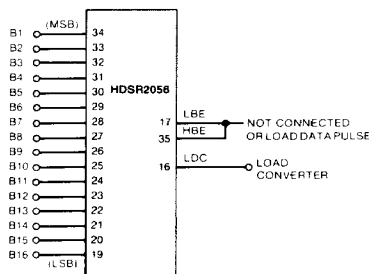 (MSB)
B1 34
B2 33
B3 32
B4 31
B5 30
HDSR2056
B6 29
B7 28
17 LBE
NOT CONNECTED
OR LOAD DATA PULSE
B8 27
35 HBE
B9 26
B10 25
16 LDC
LOAD
CONVERTER
B11 24
B12 23
B13 22
B14 21
B15 20
B16 19
(LSB)